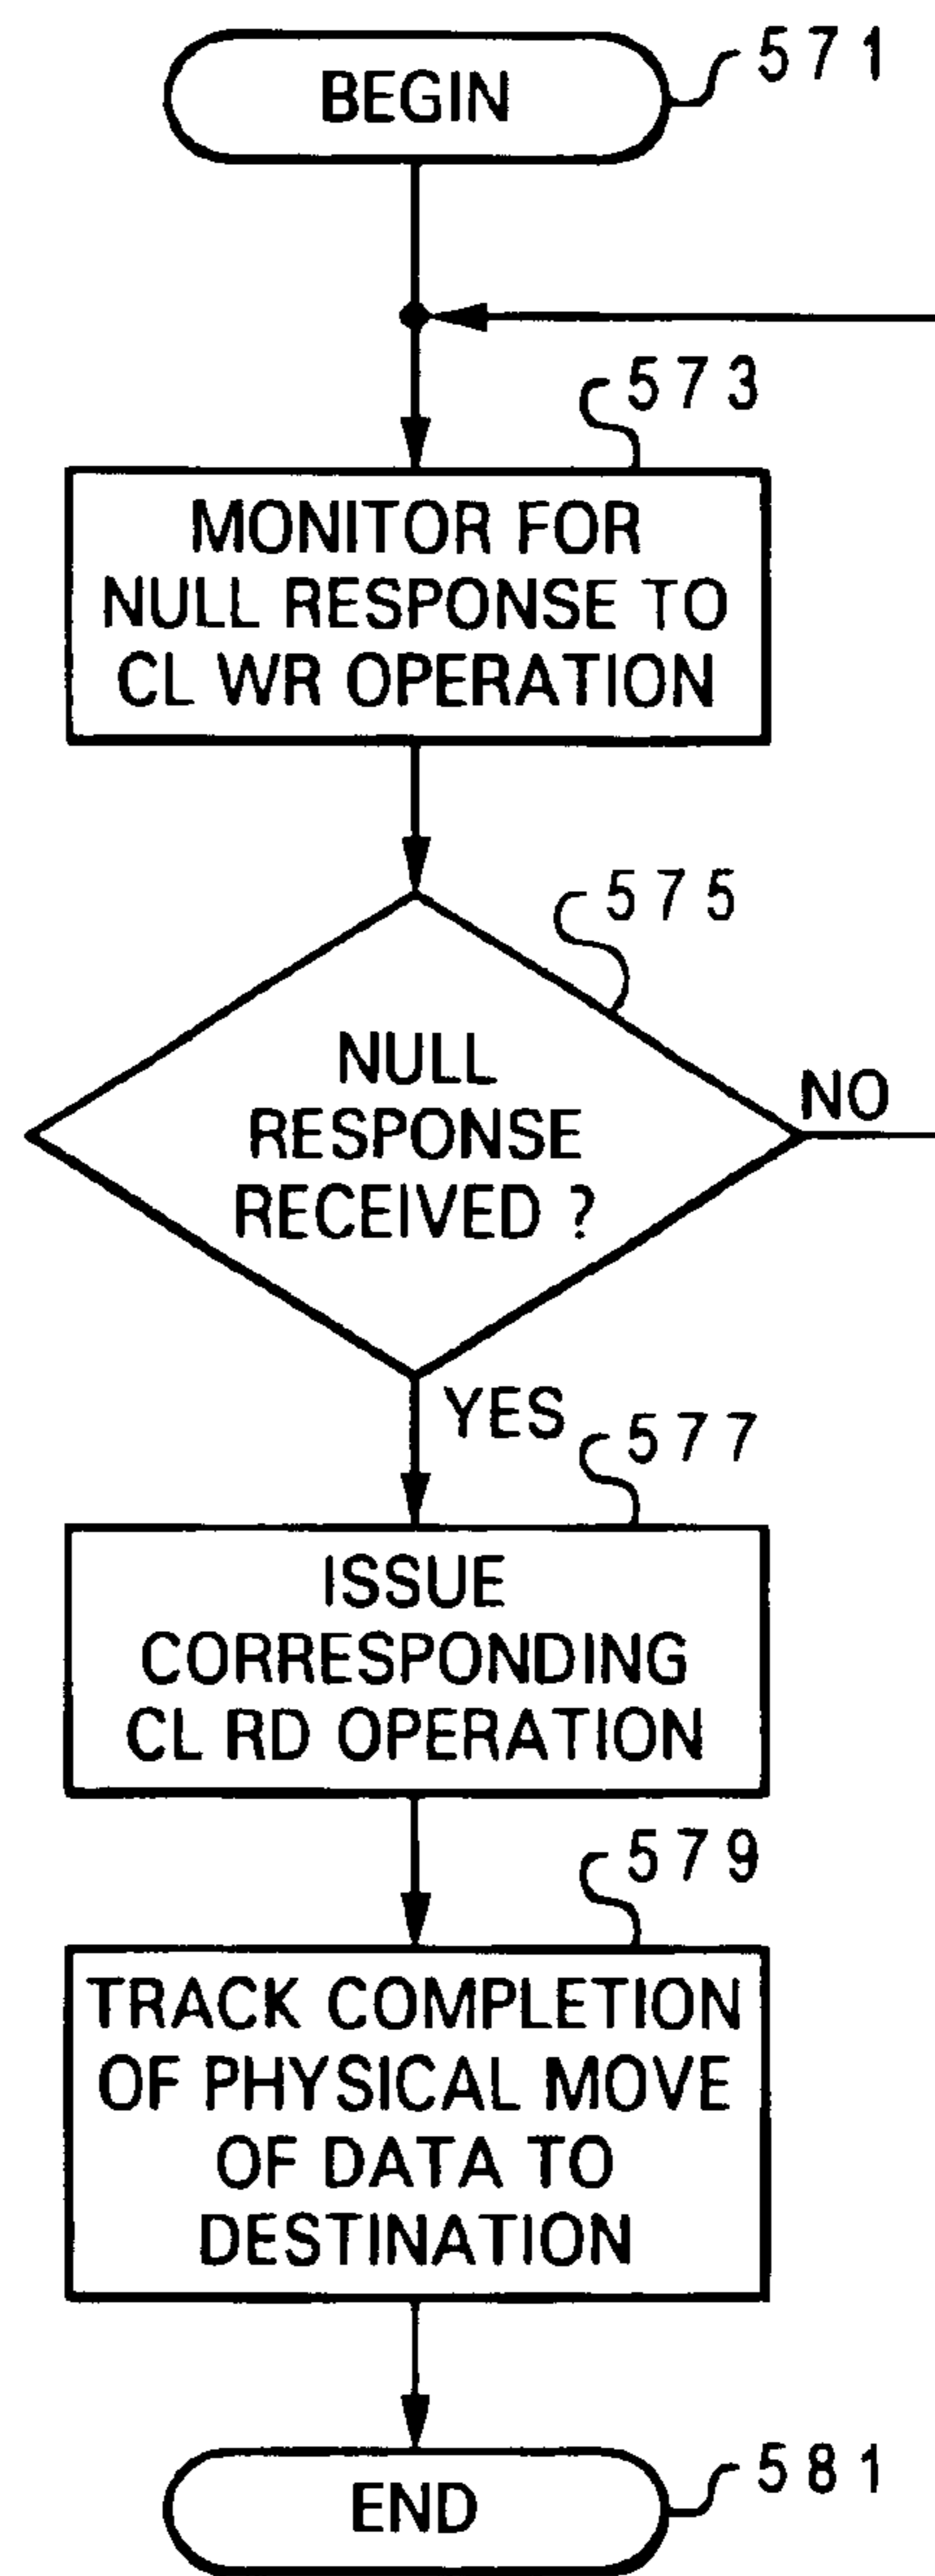 BEGIN
571
573
MONITOR FOR
NULL RESPONSE TO
CL WR OPERATION
575
NULL
RESPONSE
RECEIVED ?
NO
YES
577
ISSUE
CORRESPONDING
CL RD OPERATION
579
TRACK COMPLETION
OF PHYSICAL MOVE
OF DATA TO
DESTINATION
END
581